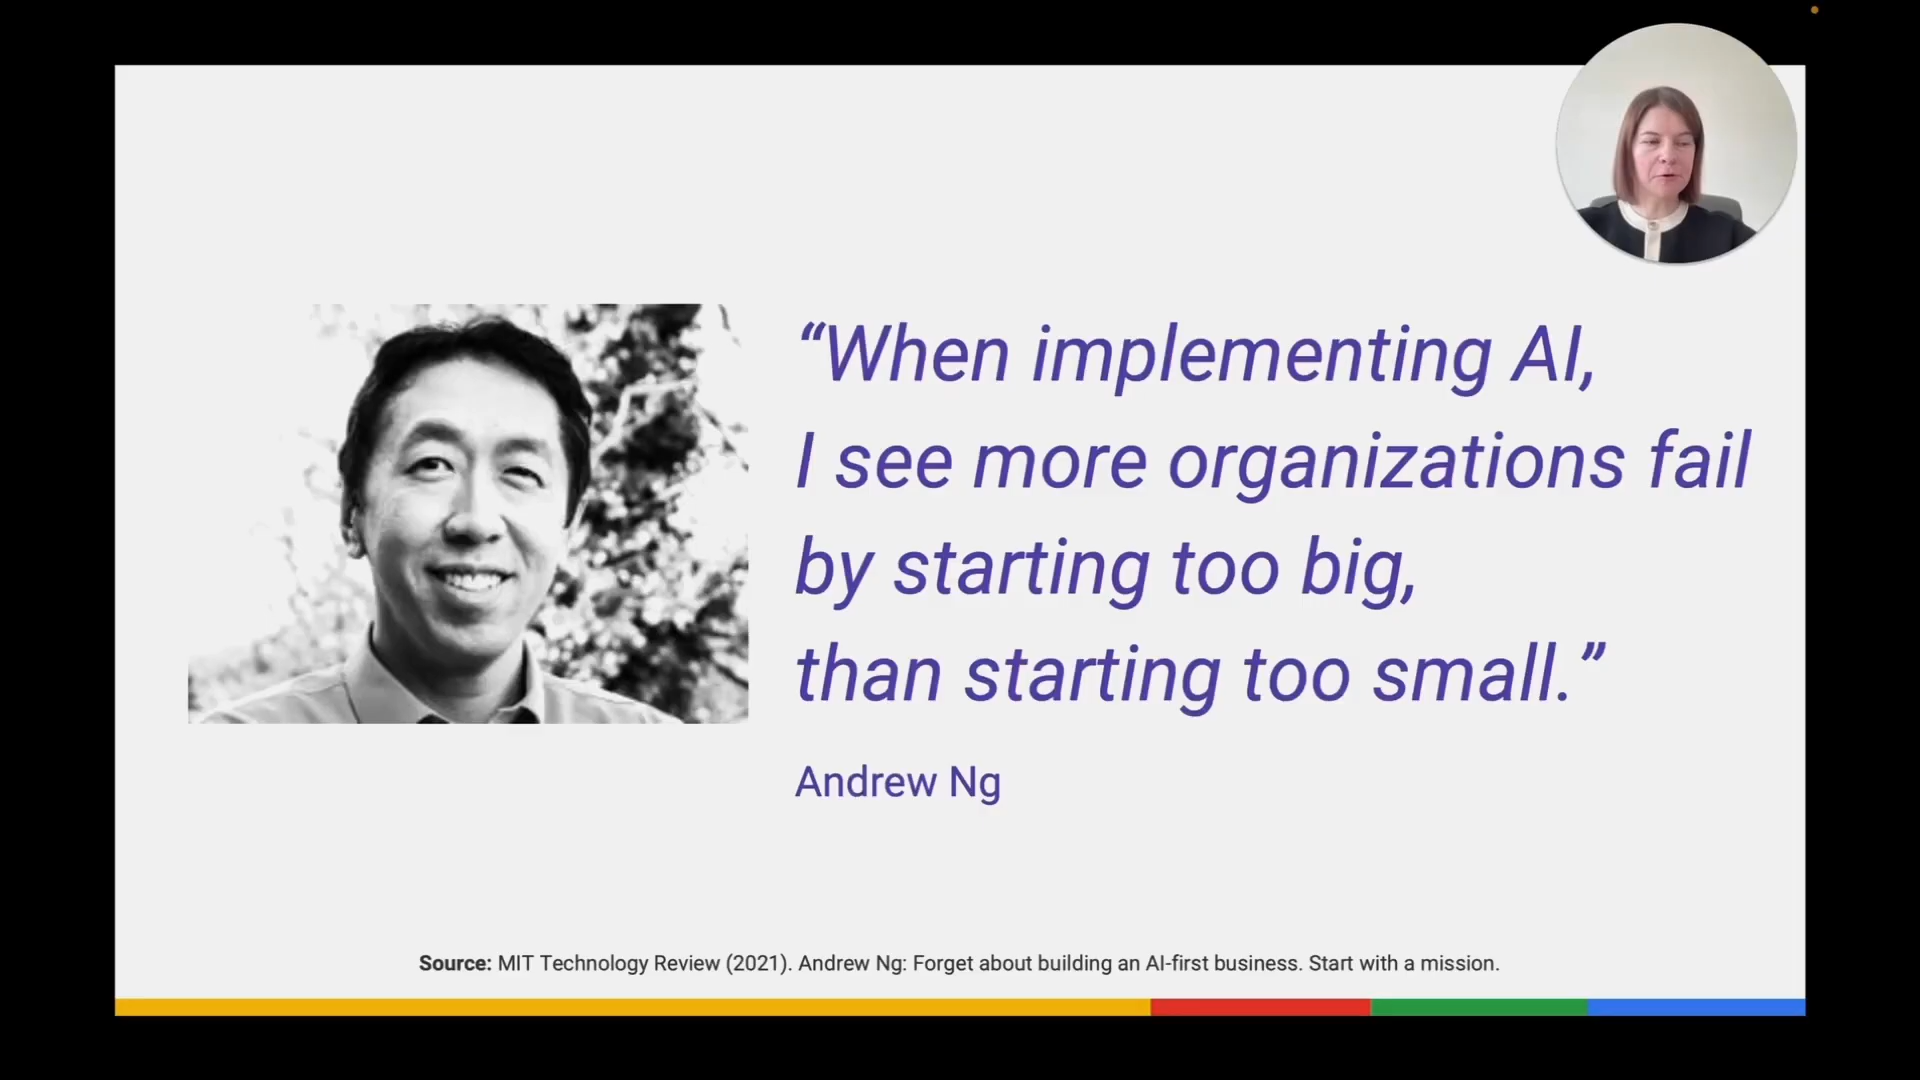 “When implementing AI,
I see more organizations fail
by starting too big,
than starting too small.”
Andrew Ng
Source: MIT Technology Review (2021). Andrew Ng: Forget about building an AI-first business. Start with a mission.